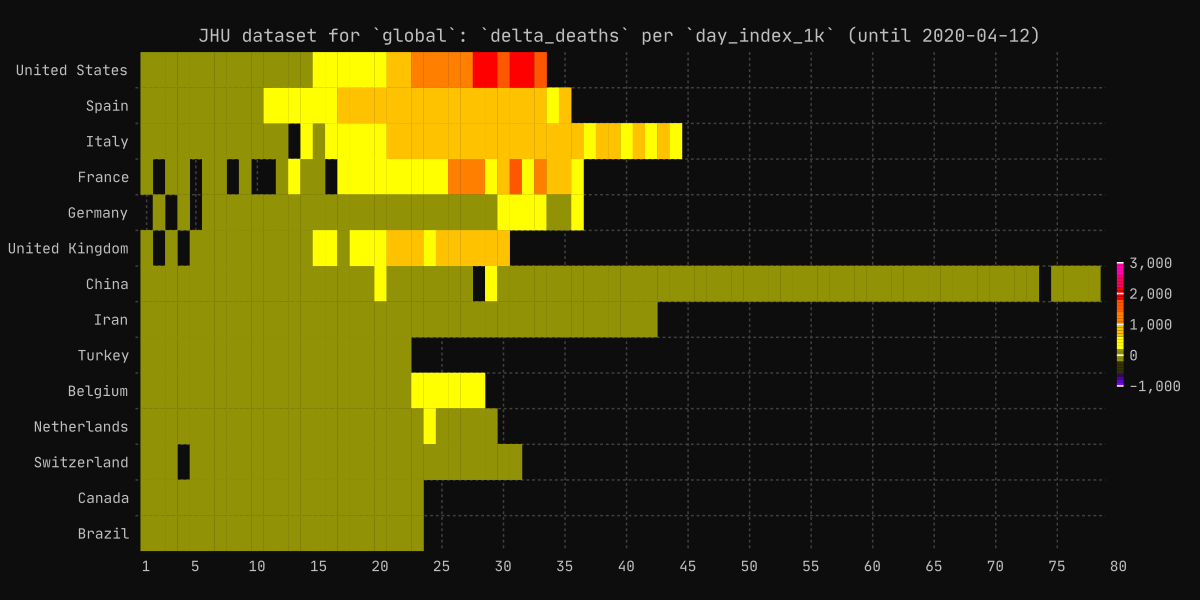 JHU dataset for `global`: `delta_deaths` per `day_index_1k` (until 2020-04-12)
United States
Spain
Italy
France
Germany
United Kingdom
China
Iran
Turkey
Belgium
Netherlands
Switzerland
Canada
Brazil
3,000
2,000
1,000
0
-1,000
1 5 10 15 20 25 30 35 40 45 50 55 60 65 70 75 80